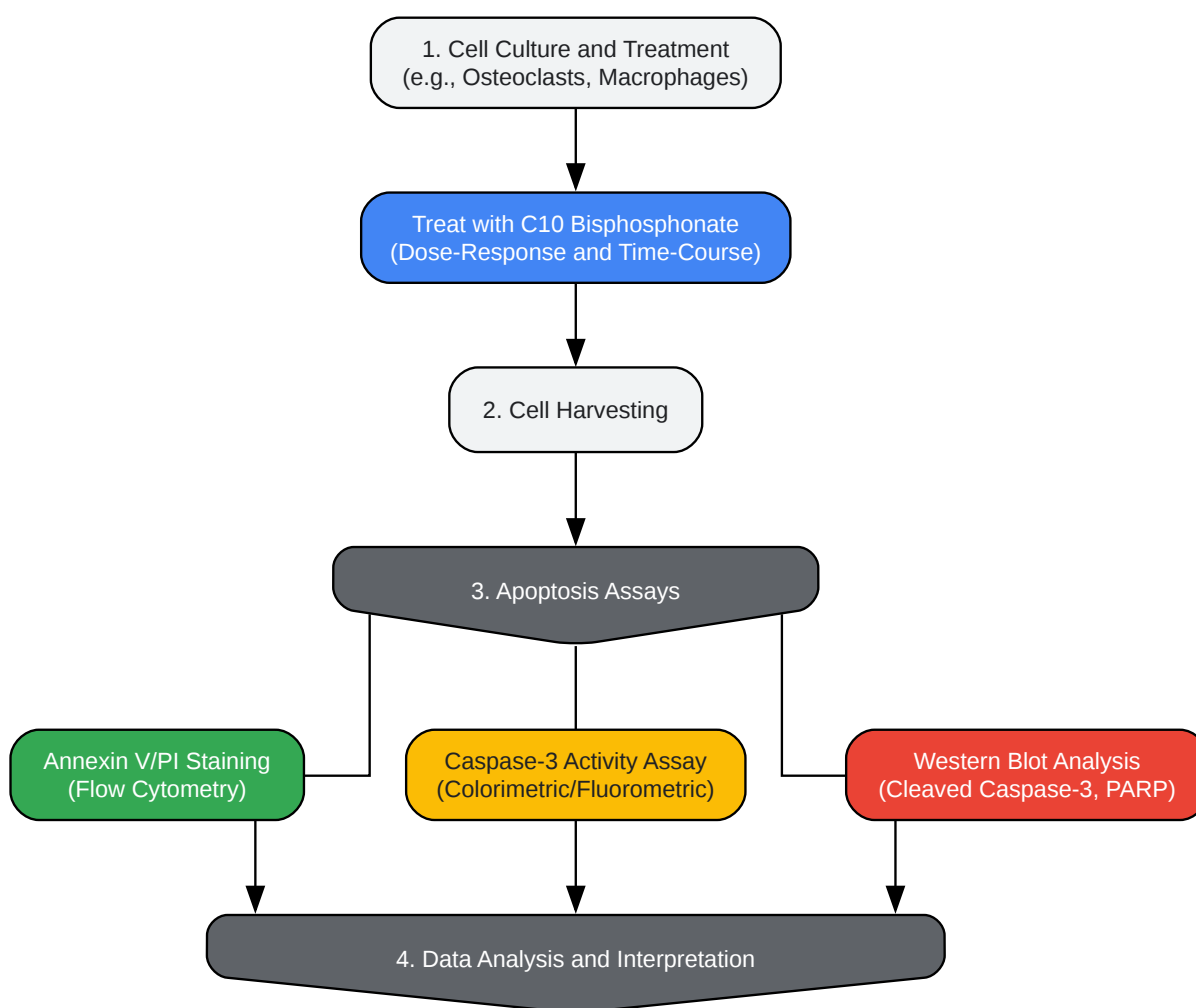 1. Cell Culture and Treatment
(e.g., Osteoclasts, Macrophages)
Treat with C10 Bisphosphonate
(Dose-Response and Time-Course)
2. Cell Harvesting
3. Apoptosis Assays
Annexin V/PI Staining
(Flow Cytometry)
Caspase-3 Activity Assay
(Colorimetric/Fluorometric)
Western Blot Analysis
(Cleaved Caspase-3, PARP)
4. Data Analysis and Interpretation